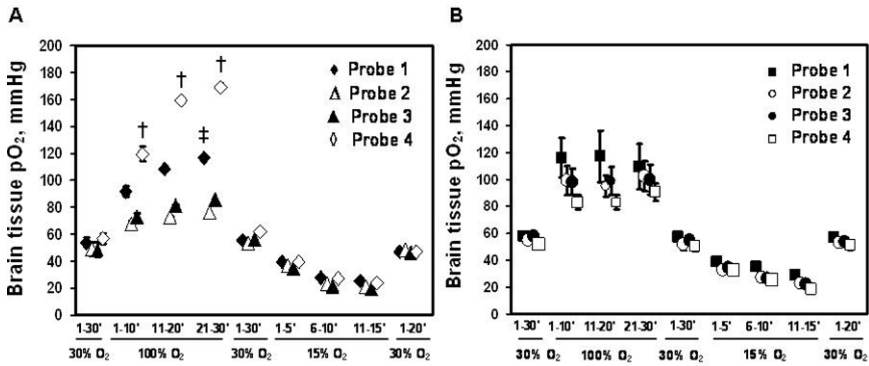 A
Brain tissue pO₂, mmHg
200
180
160
140
120
100
80
60
40
20
0
† † † ‡
Probe 1
Probe 2
Probe 3
Probe 4
1-30' 1-10' 11-20' 21-30' 1-30' 1-5' 6-10' 11-15' 1-20'
30% O₂ 100% O₂ 30% O₂ 15% O₂ 30% O₂
B
Brain tissue pO₂, mmHg
200
180
160
140
120
100
80
60
40
20
0
Probe 1
Probe 2
Probe 3
Probe 4
1-30' 1-10' 11-20' 21-30' 1-30' 1-5' 6-10' 11-15' 1-20'
30% O₂ 100% O₂ 30% O₂ 15% O₂ 30% O₂